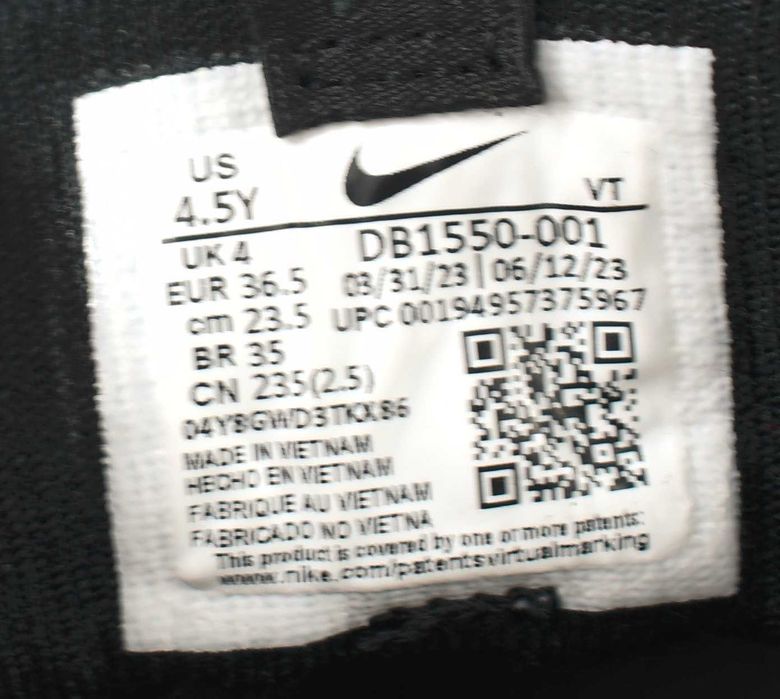 US
4.5Y
VT
UK 4
DB1550-001
EUR 36.5
03/31/23 | 06/12/23
cm 23.5
UPC 00194957375967
BR 35
CN 235(2.5)
04Y8GWD3TKX86
MADE IN VIETNAM
HECHO EN VIETNAM
FABRIQUE AU VIETNAM
FABRICADO NO VIETNA
This product is covered by one or more patents:
www.nike.com/patentsvirtualmarking